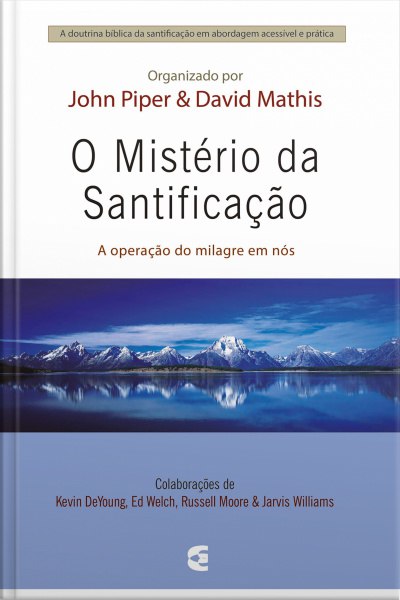 A doutrina bíblica da santificação em abordagem acessível e prática
Organizado por
John Piper & David Mathis
O Mistério da
Santificação
A operação do milagre em nós
Colaborações de
Kevin DeYoung, Ed Welch, Russell Moore & Jarvis Williams